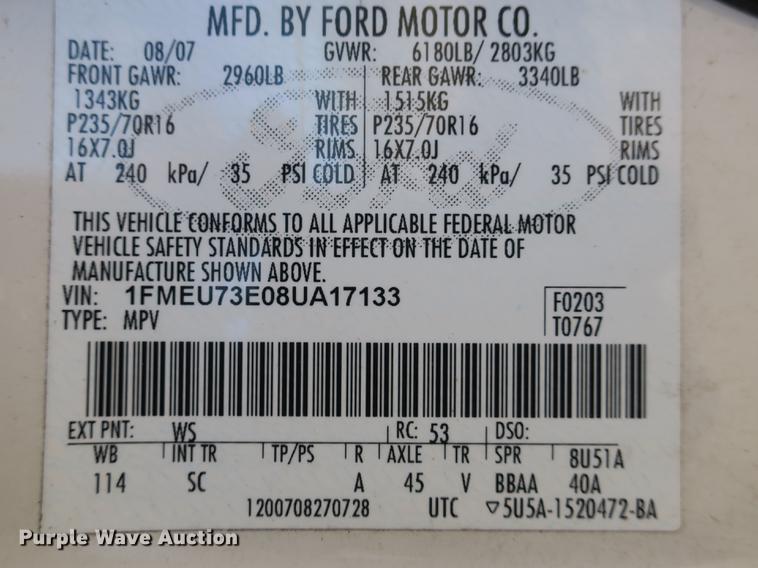 MFD. BY FORD MOTOR CO.
DATE: 08/07 GVWR: 6180LB/ 2803KG
FRONT GAWR: 2960LB REAR GAWR: 3340LB
1343KG WITH 1515KG WITH
P235/70R16 TIRES P235/70R16 TIRES
16X7.0J RIMS 16X7.0J RIMS
AT 240 kPa/ 35 PSI COLD AT 240 kPa/ 35 PSI COLD
THIS VEHICLE CONFORMS TO ALL APPLICABLE FEDERAL MOTOR
VEHICLE SAFETY STANDARDS IN EFFECT ON THE DATE OF
MANUFACTURE SHOWN ABOVE.
VIN: 1FMEU73E08UA17133 F0203
TYPE: MPV T0767
EXT PNT: WS RC: 53 DSO:
WB INT TR TP/PS R AXLE TR SPR 8U51A
114 SC A 45 V BBAA 40A
1200708270728 UTC ▽5U5A-1520472-BA
Purple Wave Auction